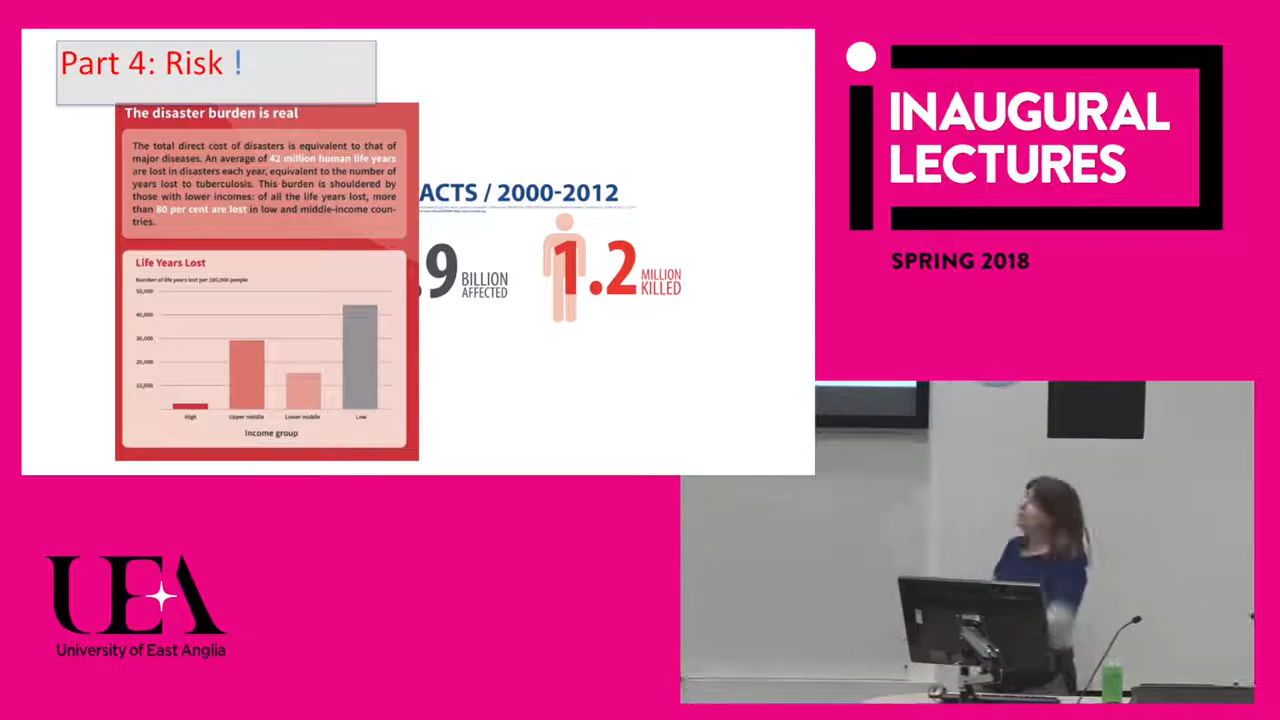 Part 4: Risk !
The disaster burden is real
The total direct cost of disasters is equivalent to that of
major diseases. An average of 42 million human life years
are lost in disasters each year, equivalent to the number of
years lost to tuberculosis. This burden is shouldered by
those with lower incomes: of all the life years lost, more
than 80 per cent are lost in low and middle-income coun-
tries.
Life Years Lost
Number of life years lost per 100,000 people
50,000
40,000
30,000
20,000
10,000
High Upper middle Lower middle Low
Income group
ACTS / 2000-2012
.9 BILLION
AFFECTED
1.2 MILLION
KILLED
INAUGURAL
LECTURES
SPRING 2018
UEA
University of East Anglia